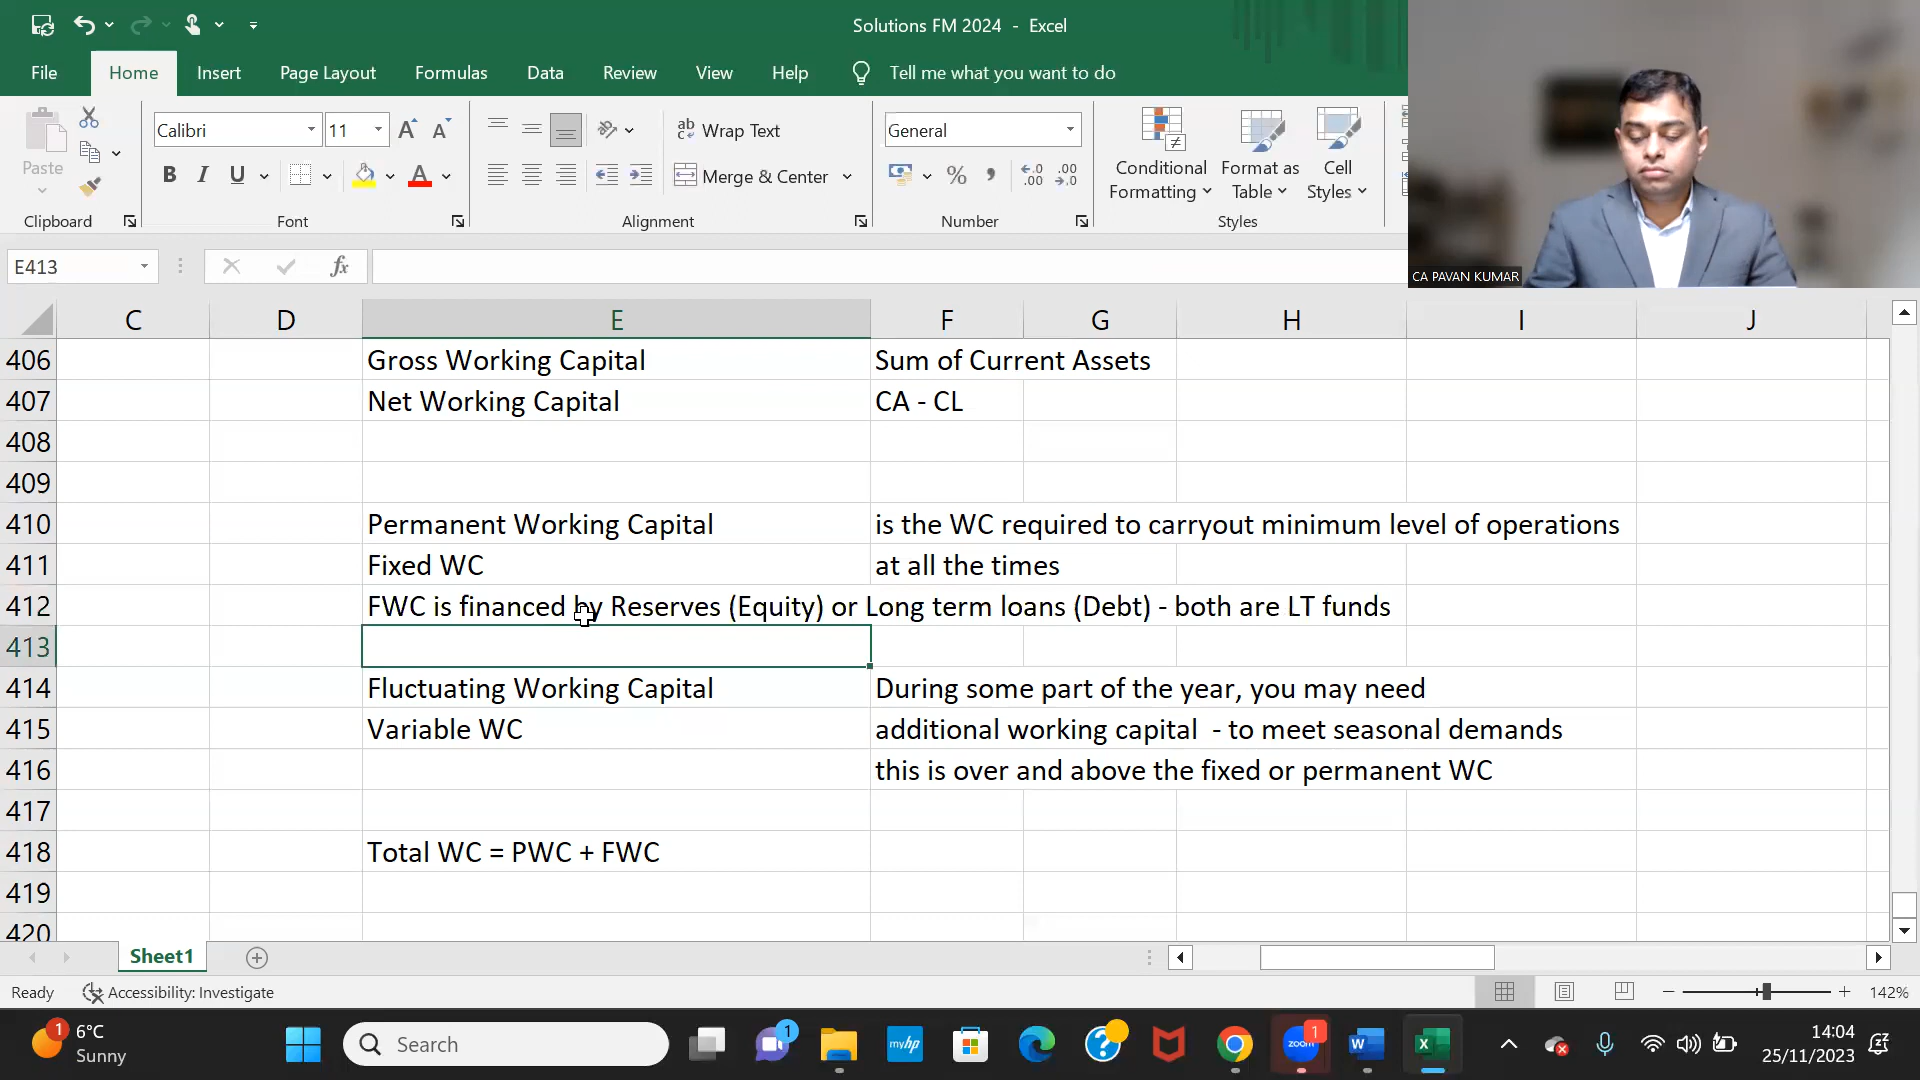 Solutions FM 2024 - Excel
File Home Insert Page Layout Formulas Data Review View Help Tell me what you want to do
Calibri 11
Wrap Text
General
Paste
B I U A
Merge & Center
% , .00
Conditional Formatting
Format as Table
Cell Styles
Clipboard Font Alignment Number Styles
E413
fx
CA PAVAN KUMAR
C D E F G H I J
406 Gross Working Capital Sum of Current Assets
407 Net Working Capital CA - CL
408
409
410 Permanent Working Capital is the WC required to carryout minimum level of operations
411 Fixed WC at all the times
412 FWC is financed by Reserves (Equity) or Long term loans (Debt) - both are LT funds
413
414 Fluctuating Working Capital During some part of the year, you may need
415 Variable WC additional working capital - to meet seasonal demands
416 this is over and above the fixed or permanent WC
417
418 Total WC = PWC + FWC
419
420
Sheet1
Ready Accessibility: Investigate 142%
1 6°C
Sunny
Search
1
myhp
zoom
1
14:04
25/11/2023